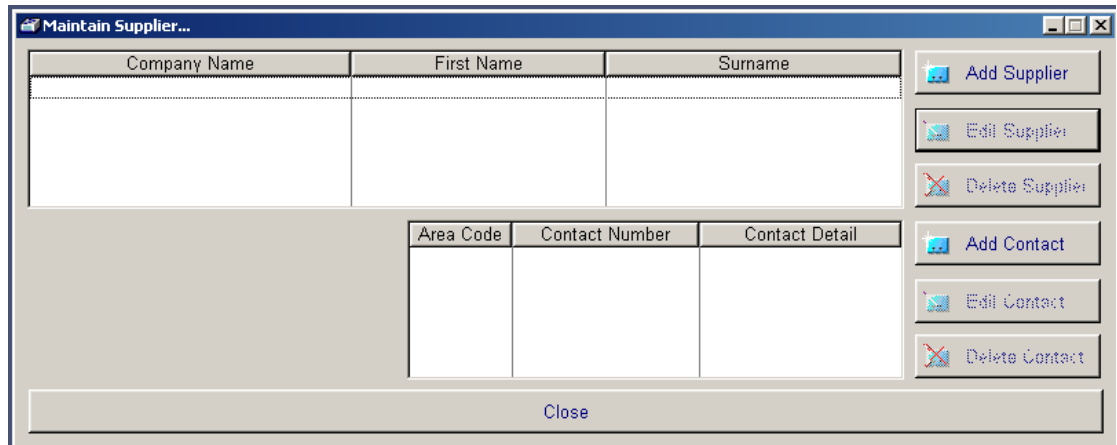 Maintain Supplier...
Company Name First Name Surname
Add Supplier
Edit Supplier
Delete Supplier
Area Code Contact Number Contact Detail
Add Contact
Edit Contact
Delete Contact
Close